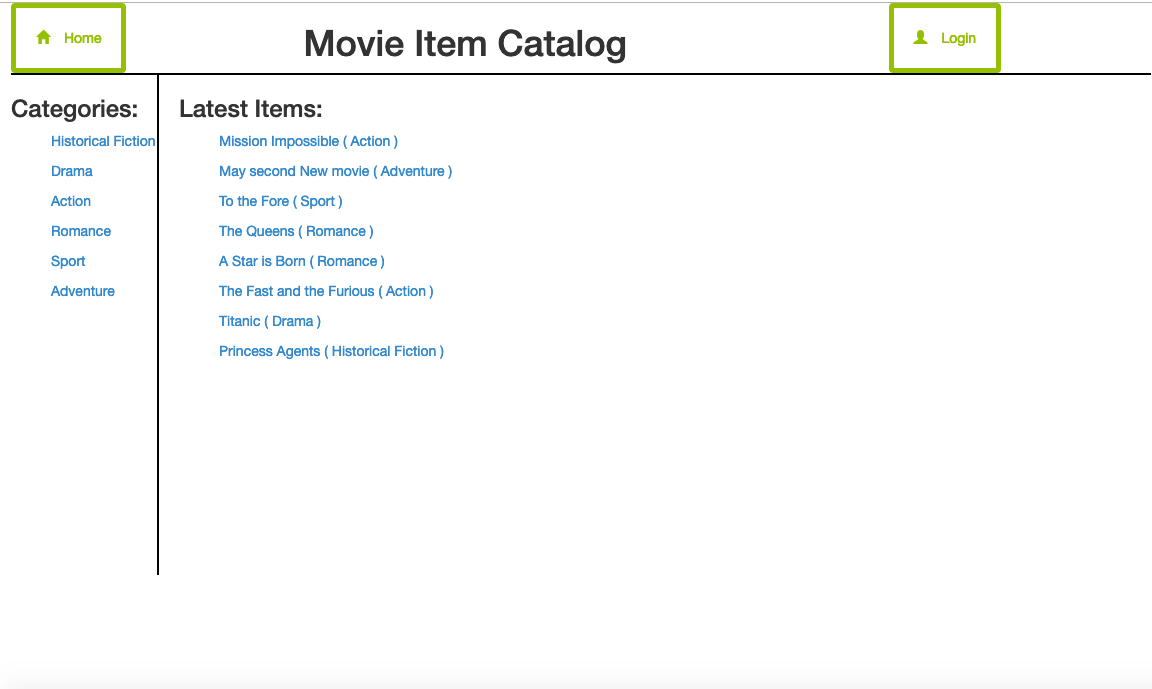 Home
Movie Item Catalog
Login
Categories:
Historical Fiction
Drama
Action
Romance
Sport
Adventure
Latest Items:
Mission Impossible ( Action )
May second New movie ( Adventure )
To the Fore ( Sport )
The Queens ( Romance )
A Star is Born ( Romance )
The Fast and the Furious ( Action )
Titanic ( Drama )
Princess Agents ( Historical Fiction )